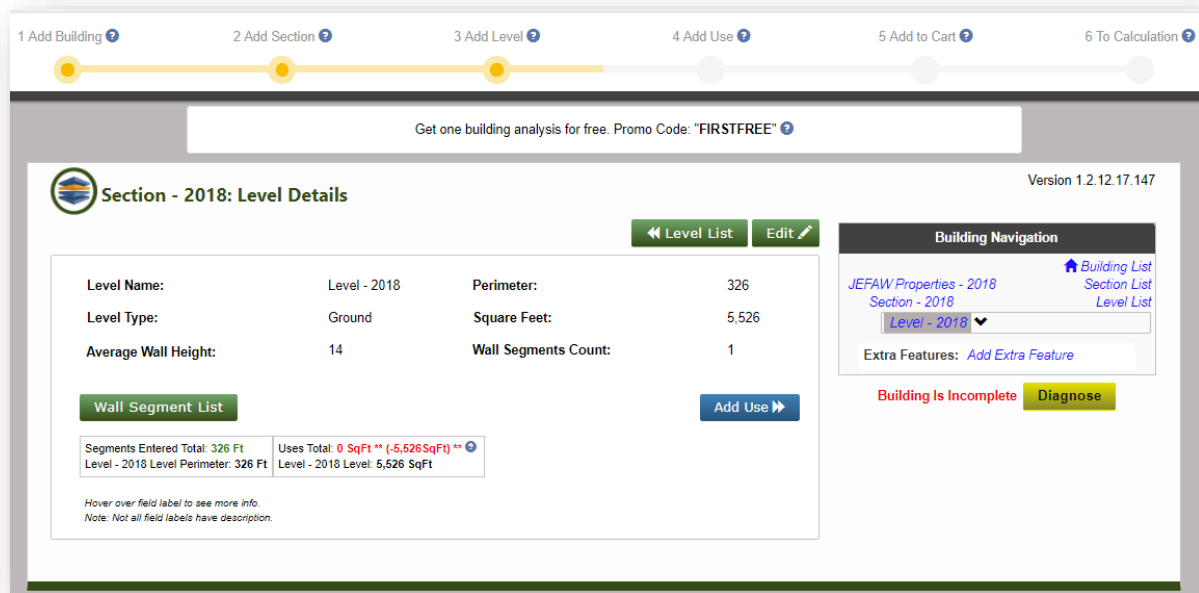 1 Add Building ? 2 Add Section ? 3 Add Level ? 4 Add Use ? 5 Add to Cart ? 6 To Calculation ?
Get one building analysis for free. Promo Code: "FIRSTFREE" ?
Version 1.2.12.17.147
Section - 2018: Level Details
Level List Edit
Level Name: Level - 2018 Perimeter: 326
Level Type: Ground Square Feet: 5,526
Average Wall Height: 14 Wall Segments Count: 1
Wall Segment List Add Use
Segments Entered Total: 326 Ft Uses Total: 0 SqFt ** (-5,526 SqFt) ** ?
Level - 2018 Level Perimeter: 326 Ft Level - 2018 Level: 5,526 SqFt
Hover over field label to see more info.
Note: Not all field labels have description.
Building Navigation
Building List
JEFAW Properties - 2018 Section List
Section - 2018 Level List
Level - 2018
Extra Features: Add Extra Feature
Building Is Incomplete Diagnose